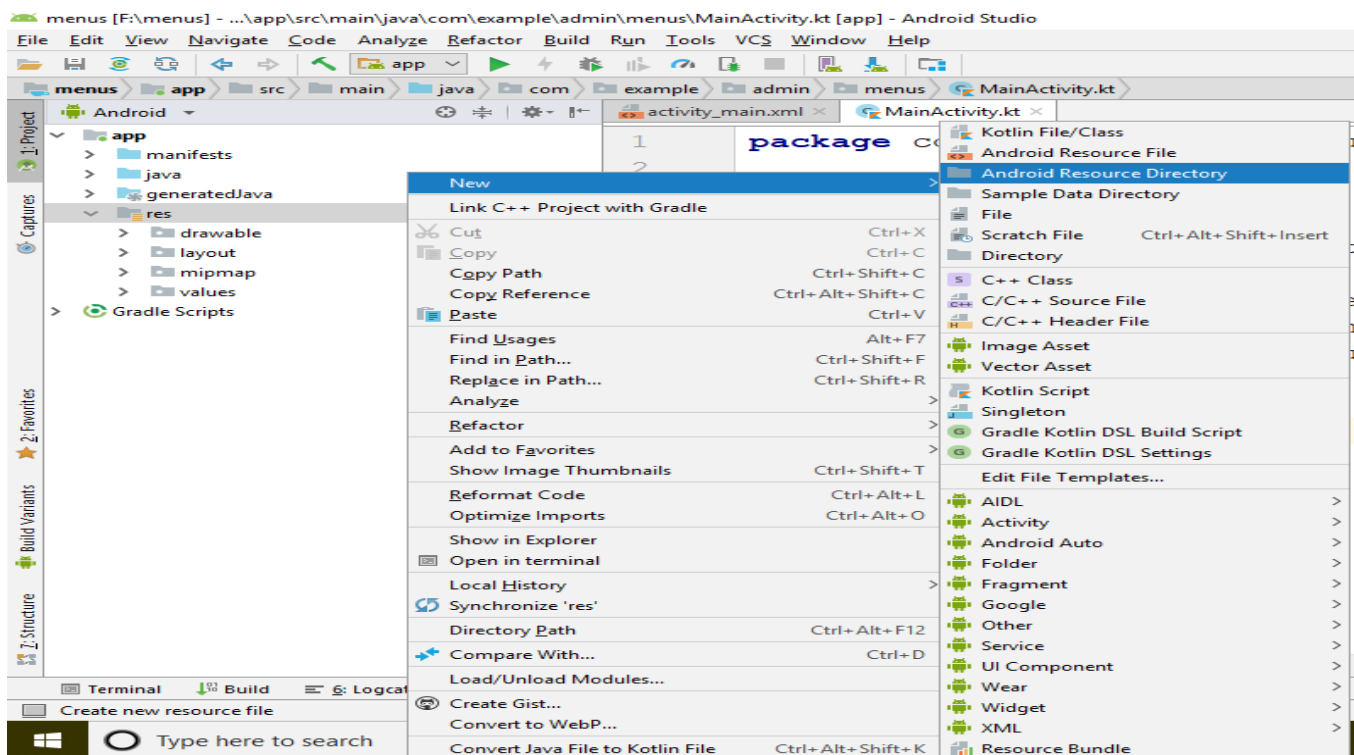 menus [F:\menus] - ...\app\src\main\java\com\example\admin\menus\MainActivity.kt [app] - Android Studio
File Edit View Navigate Code Analyze Refactor Build Run Tools VCS Window Help
app
menus app src main java com example admin menus MainActivity.kt
1: Project
Captures
2: Favorites
Build Variants
7: Structure
Android
app
manifests
java
generatedJava
res
drawable
layout
mipmap
values
Gradle Scripts
activity_main.xml MainActivity.kt
1 package
2
New
Link C++ Project with Gradle
Cut Ctrl+X
Copy Ctrl+C
Copy Path Ctrl+Shift+C
Copy Reference Ctrl+Alt+Shift+C
Paste Ctrl+V
Find Usages Alt+F7
Find in Path... Ctrl+Shift+F
Replace in Path... Ctrl+Shift+R
Analyze
Refactor
Add to Favorites
Show Image Thumbnails Ctrl+Shift+T
Reformat Code Ctrl+Alt+L
Optimize Imports Ctrl+Alt+O
Show in Explorer
Open in terminal
Local History
Synchronize 'res'
Directory Path Ctrl+Alt+F12
Compare With... Ctrl+D
Load/Unload Modules...
Create Gist...
Convert to WebP...
Convert Java File to Kotlin File Ctrl+Alt+Shift+K
Kotlin File/Class
Android Resource File
Android Resource Directory
Sample Data Directory
File
Scratch File Ctrl+Alt+Shift+Insert
Directory
C++ Class
C/C++ Source File
C/C++ Header File
Image Asset
Vector Asset
Kotlin Script
Singleton
Gradle Kotlin DSL Build Script
Gradle Kotlin DSL Settings
Edit File Templates...
AIDL
Activity
Android Auto
Folder
Fragment
Google
Other
Service
UI Component
Wear
Widget
XML
Resource Bundle
Terminal Build 6: Logcat
Create new resource file
Type here to search